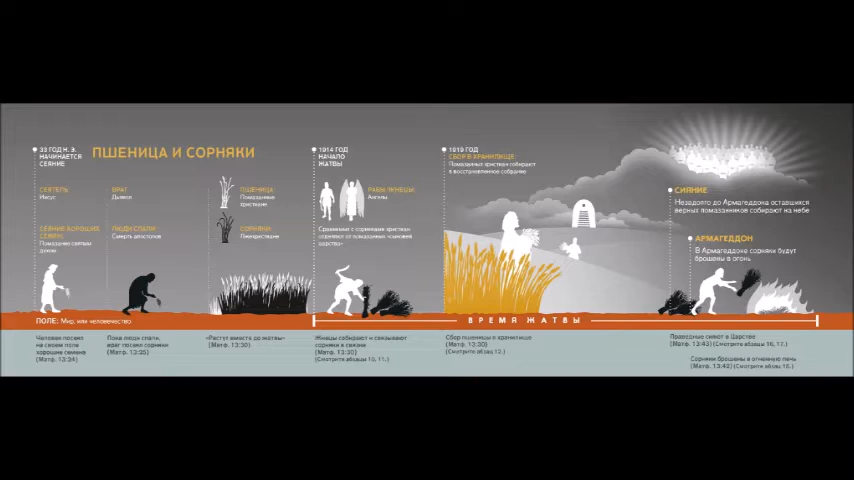 33 ГОД Н. Э.
НАЧИНАЕТСЯ
СЕЯНИЕ
ПШЕНИЦА И СОРНЯКИ
СЕЯТЕЛЬ
Иисус
ВРАГ
Дьявол
ПШЕНИЦА
Помазанные
христиане
СЕЯНИЕ ХОРОШИХ
СЕМЯН
Помазание святым
духом
ЛЮДИ СПАЛИ
Смерть апостолов
СОРНЯКИ
Лжехристиане
1914 ГОД
НАЧАЛО
ЖАТВЫ
РАБЫ/ЖНЕЦЫ
Ангелы
Сравнимых с сорняками христиан
отделяют от помазанных «сыновей
царства»
1919 ГОД
СБОР В ХРАНИЛИЩЕ
Помазанных христиан собирают
в восстановленное собрание
СИЯНИЕ
Незадолго до Армагеддона оставшихся
верных помазанников собирают на небе
АРМАГЕДДОН
В Армагеддоне сорняки будут
брошены в огонь
ПОЛЕ: Мир, или человечество
ВРЕМЯ ЖАТВЫ
Человек посеял
на своем поле
хорошие семена
(Матф. 13:24)
Пока люди спали,
враг посеял сорняки
(Матф. 13:25)
«Растут вместе до жатвы»
(Матф. 13:30)
Жнецы собирают и связывают
сорняки в связки
(Матф. 13:30)
(Смотрите абзацы 10, 11.)
Сбор пшеницы в хранилище
(Матф. 13:30)
(Смотрите абзац 12.)
Праведные сияют в Царстве
(Матф. 13:43) (Смотрите абзацы 16, 17.)
Сорняки брошены в огненную печь
(Матф. 13:42) (Смотрите абзац 15.)